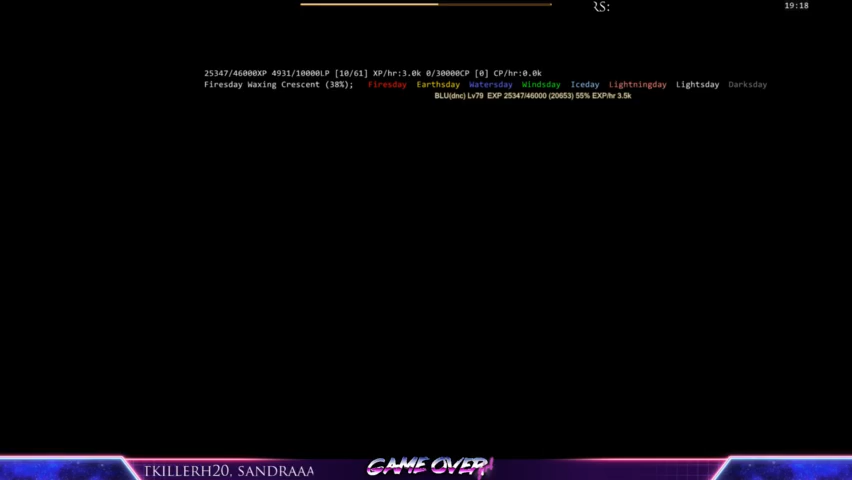 RS:
19:18
25347/46000XP 4931/10000LP [10/61] XP/hr:3.0k 0/30000CP [0] CP/hr:0.0k
Firesday Waxing Crescent (38%); Firesday Earthsday Watersday Windsday Iceday Lightningday Lightsday Darksday
BLU(dnc) Lv79 EXP 25347/46000 (20653) 55% EXP/hr 3.5k
TKILLERH20, SANDRAAA
GAME OVER